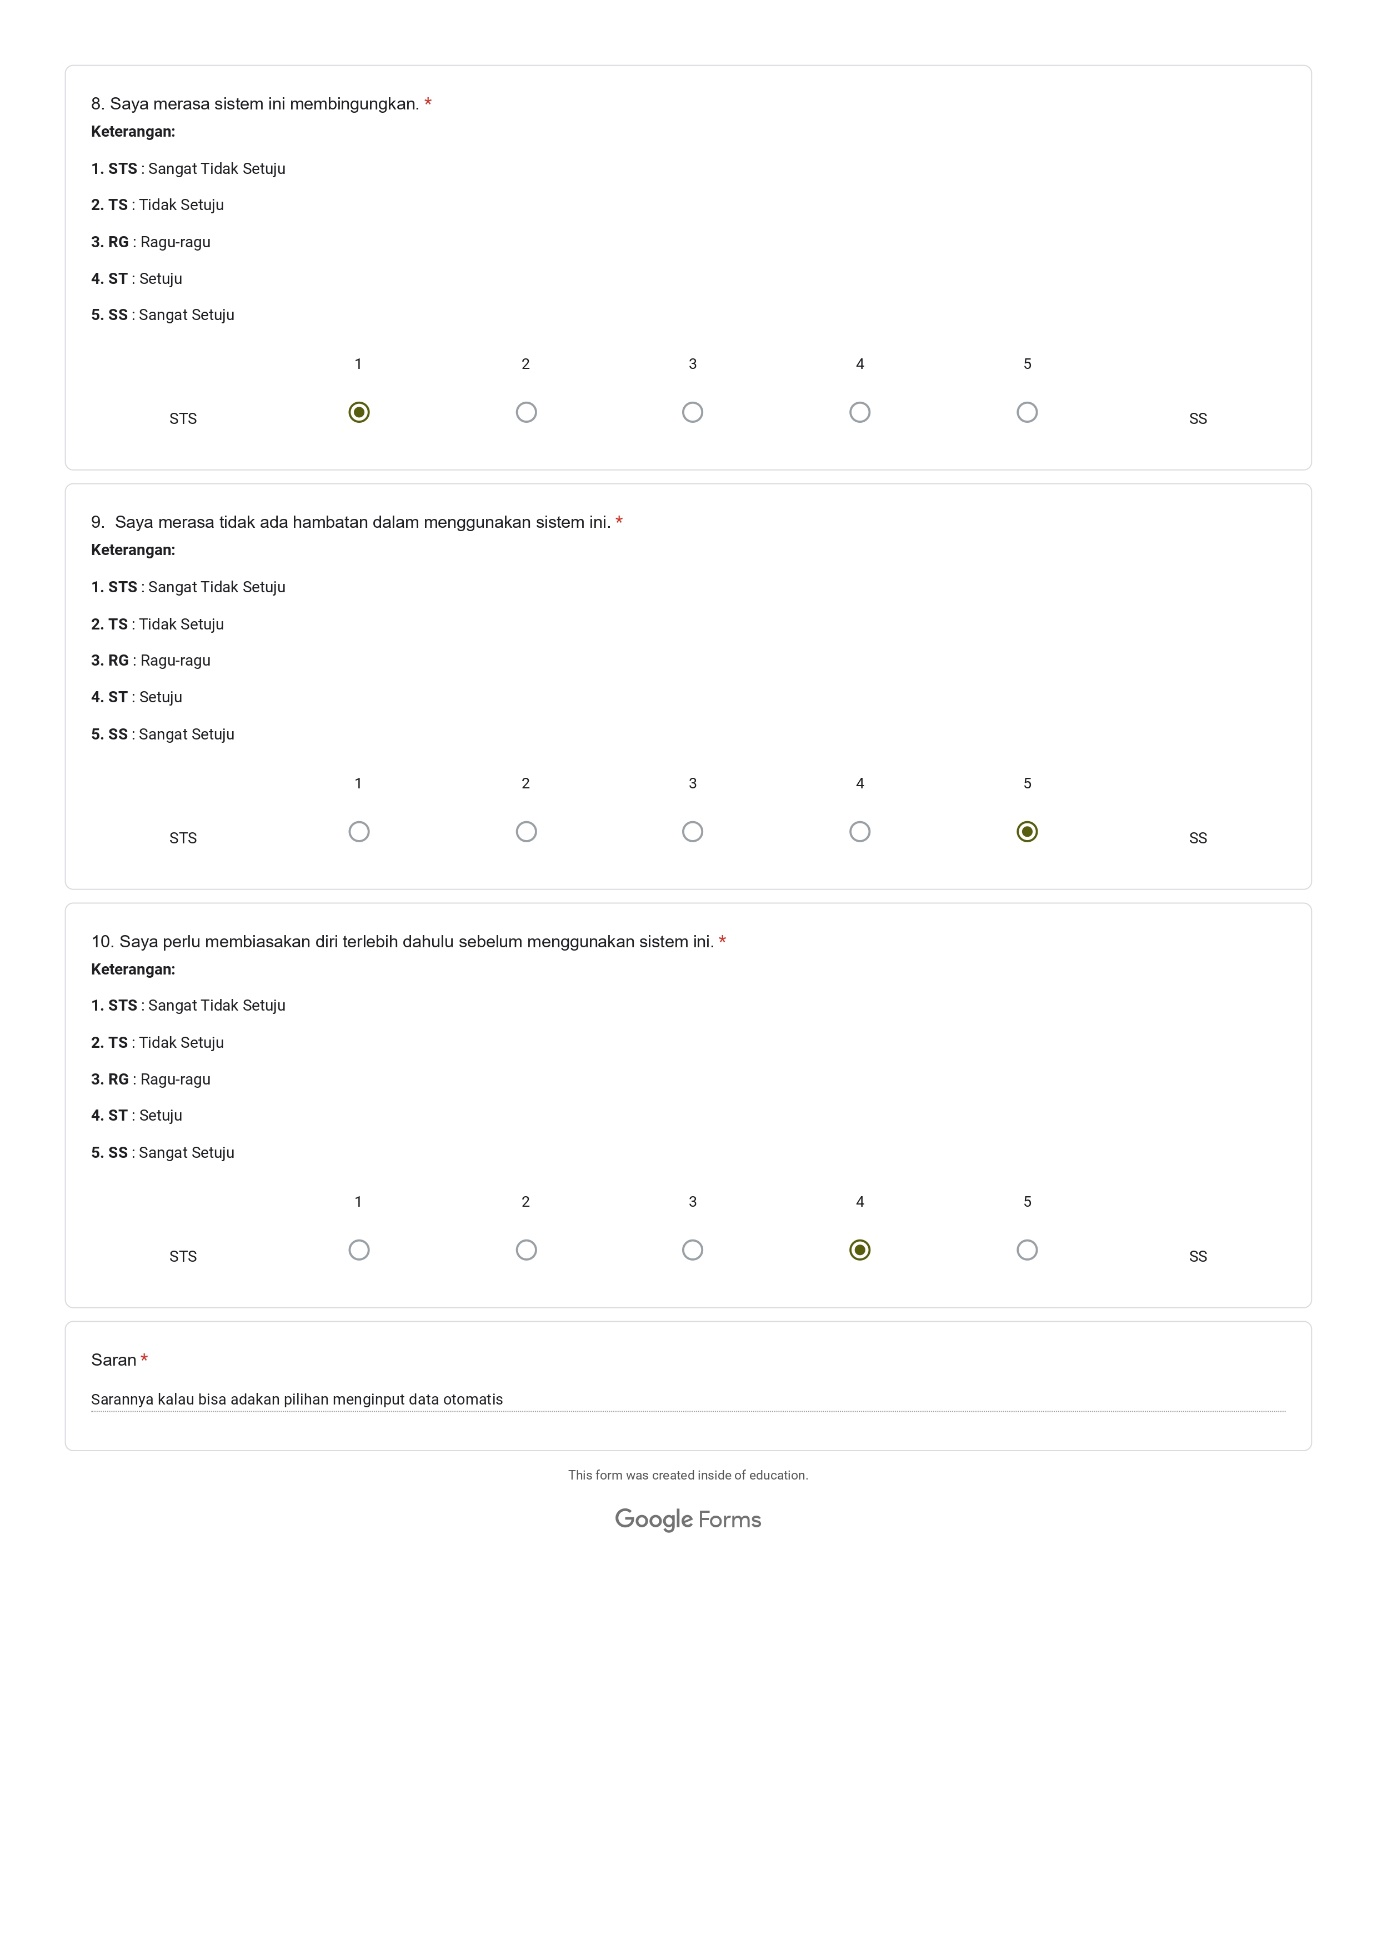 8. Saya merasa sistem ini membingungkan. *
Keterangan:
1. STS : Sangat Tidak Setuju
2. TS : Tidak Setuju
3. RG : Ragu-ragu
4. ST : Setuju
5. SS : Sangat Setuju
1 2 3 4 5
STS SS
9. Saya merasa tidak ada hambatan dalam menggunakan sistem ini. *
Keterangan:
1. STS : Sangat Tidak Setuju
2. TS : Tidak Setuju
3. RG : Ragu-ragu
4. ST : Setuju
5. SS : Sangat Setuju
1 2 3 4 5
STS SS
10. Saya perlu membiasakan diri terlebih dahulu sebelum menggunakan sistem ini. *
Keterangan:
1. STS : Sangat Tidak Setuju
2. TS : Tidak Setuju
3. RG : Ragu-ragu
4. ST : Setuju
5. SS : Sangat Setuju
1 2 3 4 5
STS SS
Saran *
Sarannya kalau bisa adakan pilihan menginput data otomatis
This form was created inside of education.
Google Forms